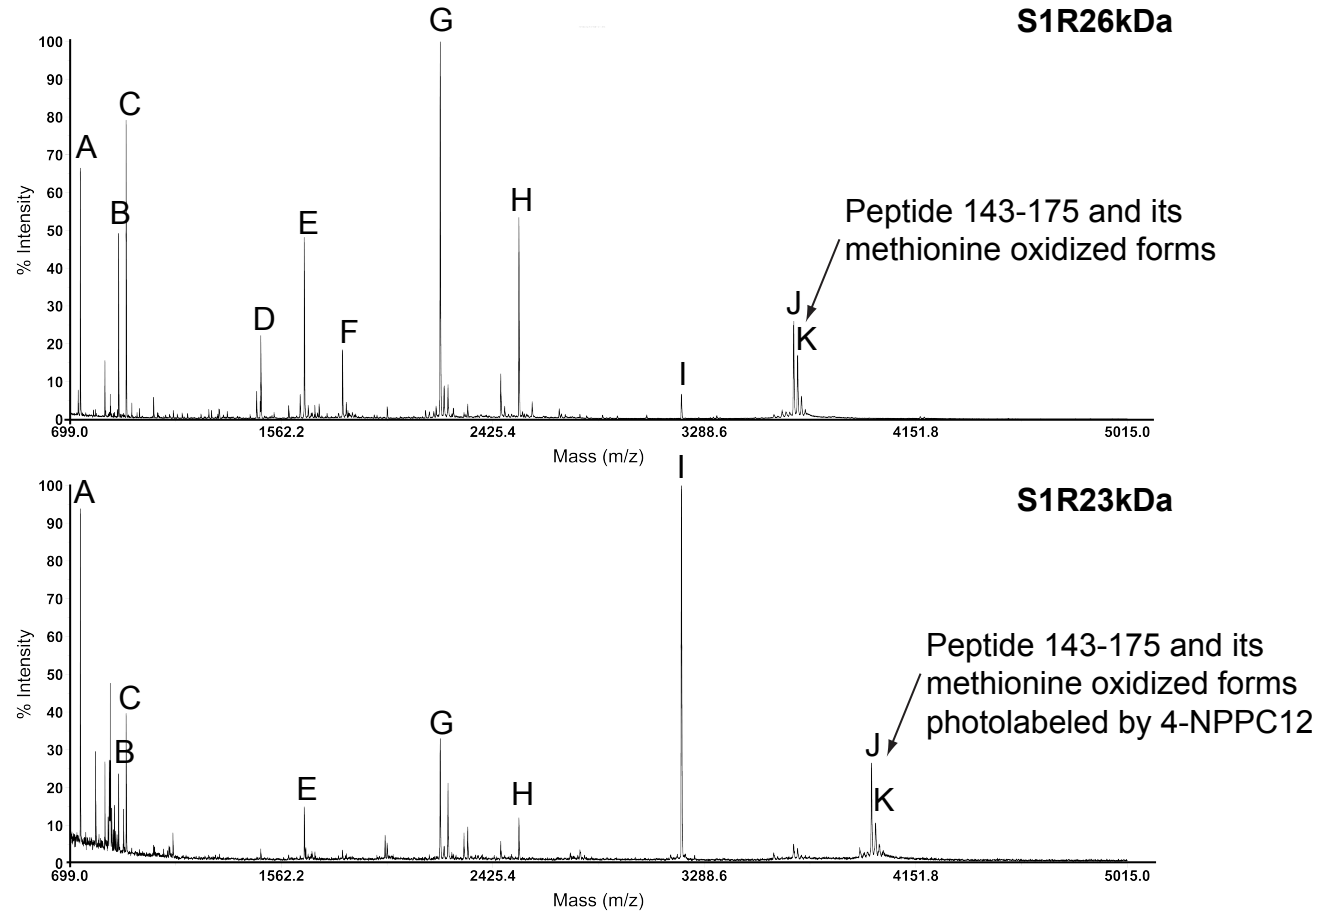 S1R26kDa
G
C
A
B
H
E
D
F
I
J
K
Peptide 143-175 and its
methionine oxidized forms
100
90
80
70
60
50
40
30
20
10
0
% Intensity
699.0 1562.2 2425.4 3288.6 4151.8 5015.0
Mass (m/z)
S1R23kDa
I
A
C
B
G
E
H
J
K
Peptide 143-175 and its
methionine oxidized forms
photolabeled by 4-NPPC12
100
90
80
70
60
50
40
30
20
10
0
% Intensity
699.0 1562.2 2425.4 3288.6 4151.8 5015.0
Mass (m/z)